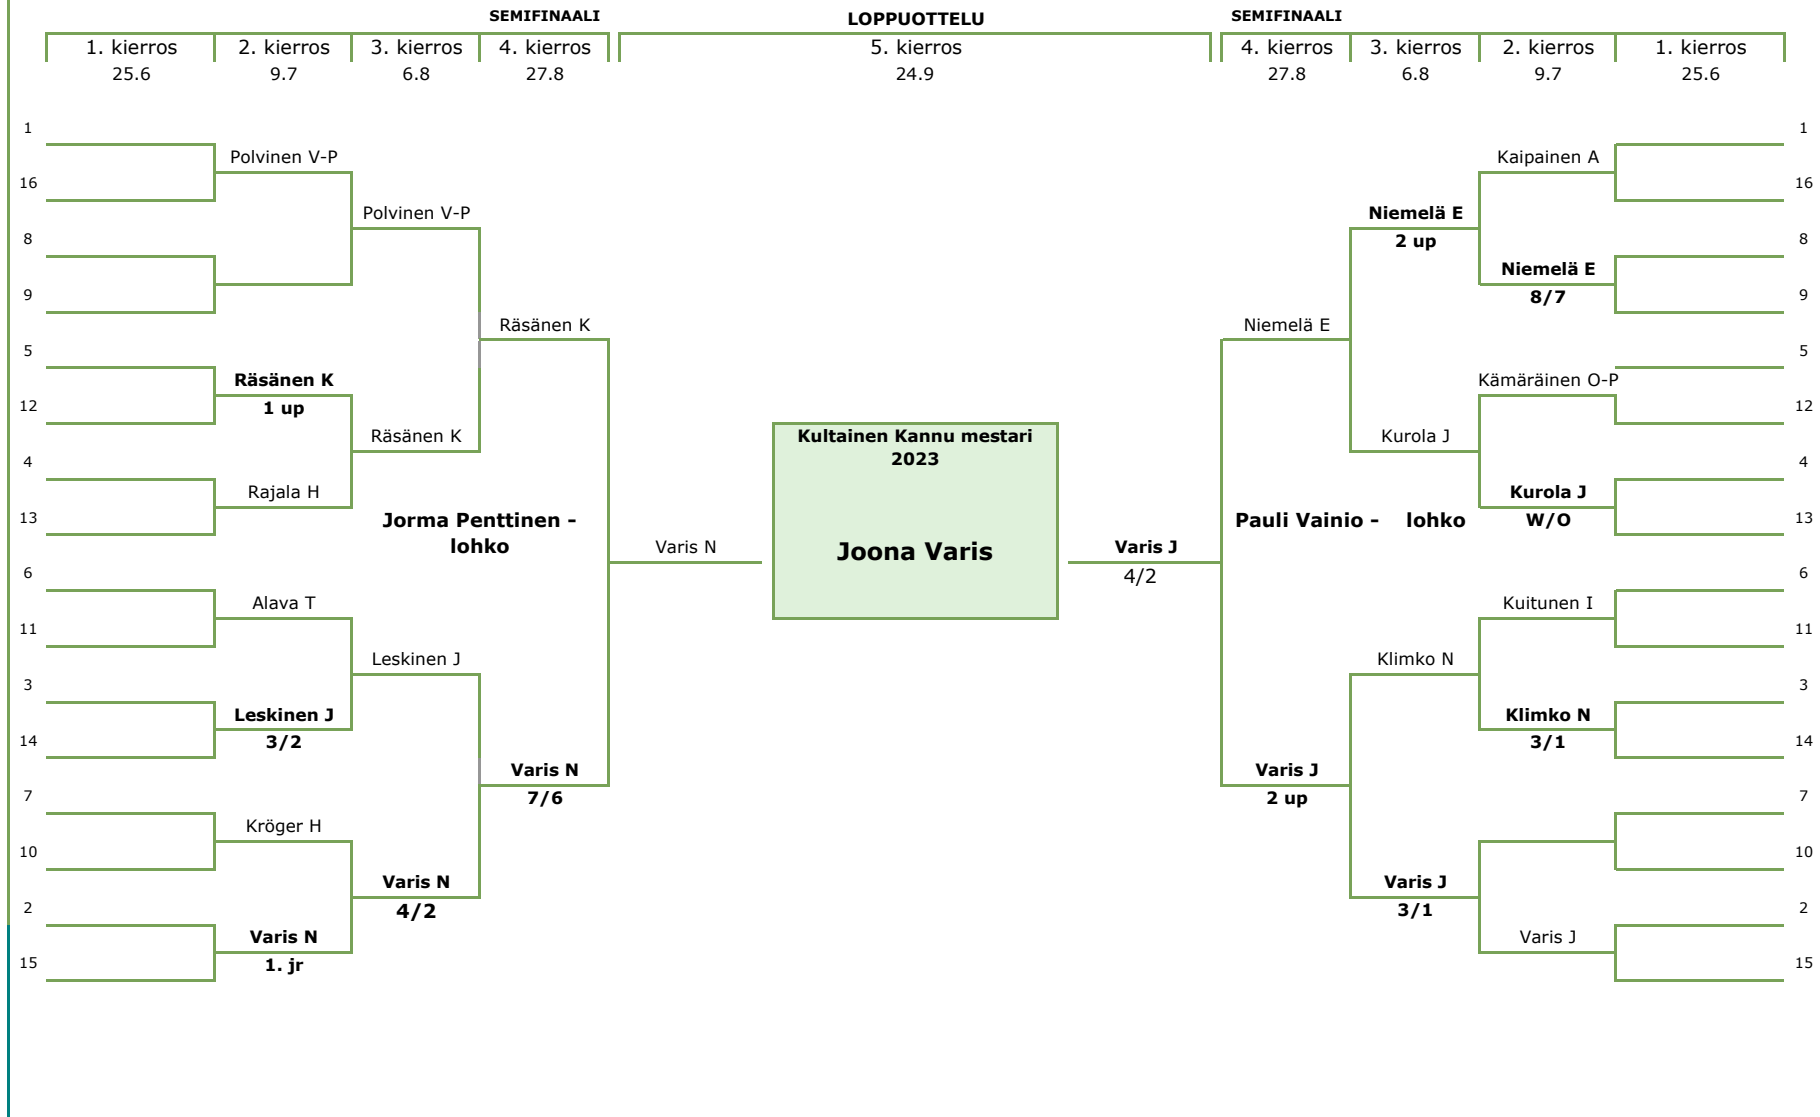 SEMIFINAALI LOPPUOTTELU SEMIFINAALI
1. kierros 2. kierros 3. kierros 4. kierros 5. kierros 4. kierros 3. kierros 2. kierros 1. kierros
25.6 9.7 6.8 27.8 24.9 27.8 6.8 9.7 25.6
1 1
Polvinen V-P Kaipainen A
16 16
Polvinen V-P Niemelä E
8 2 up 8
Niemelä E
9 8/7 9
Räsänen K Niemelä E
5 5
Räsänen K Kämäräinen O-P
12 1 up 12
Räsänen K Kultainen Kannu mestari Kurola J
4 2023 4
Rajala H Kurola J
13 Jorma Penttinen - Pauli Vainio - lohko W/O 13
lohko Varis N Joona Varis Varis J
6 4/2 6
Alava T Kuitunen I
11 11
Leskinen J Klimko N
3 3
Leskinen J Klimko N
14 3/2 3/1 14
Varis N Varis J
7 7/6 2 up 7
Kröger H
10 10
Varis N Varis J
2 4/2 3/1 2
Varis N Varis J
15 1. jr 15